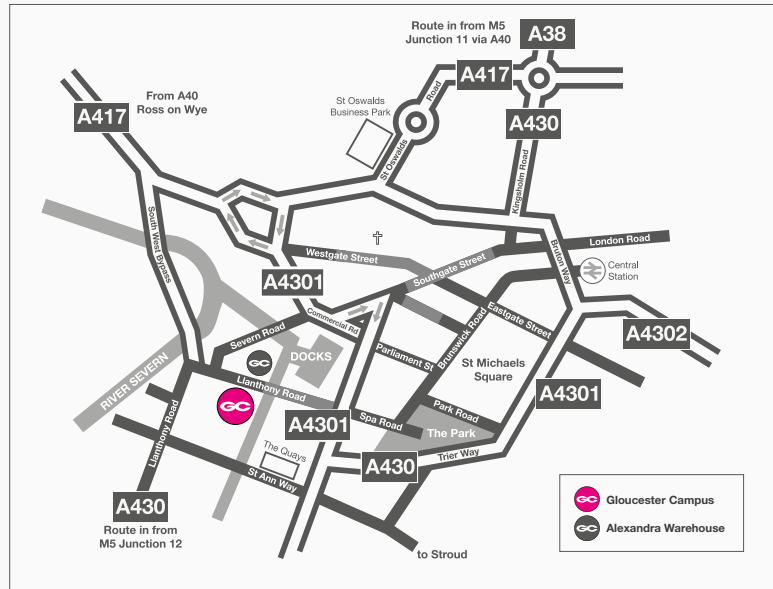 Route in from M5
Junction 11 via A40
A38
A417
From A40
Ross on Wye
A417
St Oswalds
Business Park
St Oswalds
Road
A430
Kingsholm Road
South West Bypass
Westgate Street
Southgate Street
London Road
Bruton Way
Central
Station
A4301
Commercial Rd
Eastgate Street
Brunswick Road
A4302
Severn Road
DOCKS
Parliament St
St Michaels
Square
GC
RIVER SEVERN
Llanthony Road
A4301
GC
Park Road
Llanthony Road
A4301
Spa Road
The Park
The Quays
A430
Trier Way
St Ann Way
A430
Route in from
M5 Junction 12
to Stroud
GC
Gloucester Campus
GC
Alexandra Warehouse